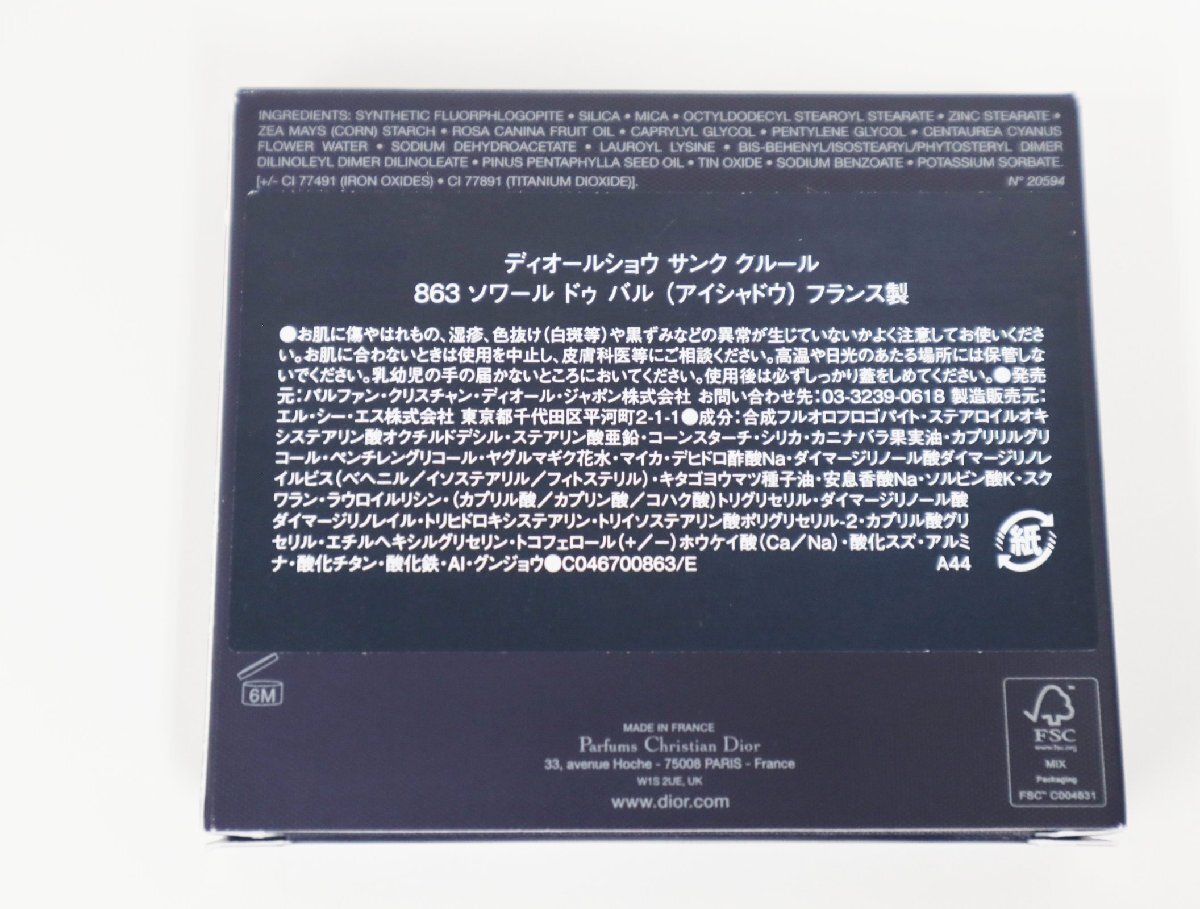 INGREDIENTS: SYNTHETIC FLUORPHLOGOPITE • SILICA • MICA • OCTYLDODECYL STEAROYL STEARATE • ZINC STEARATE •
ZEA MAYS (CORN) STARCH • ROSA CANINA FRUIT OIL • CAPRYLYL GLYCOL • PENTYLENE GLYCOL • CENTAUREA CYANUS
FLOWER WATER • SODIUM DEHYDROACETATE • LAUROYL LYSINE • BIS-BEHENYL/ISOSTEARYL/PHYTOSTERYL DIMER
DILINOLEYL DIMER DILINOLEATE • PINUS PENTAPHYLLA SEED OIL • TIN OXIDE • SODIUM BENZOATE • POTASSIUM SORBATE.
[+/- CI 77491 (IRON OXIDES) • CI 77891 (TITANIUM DIOXIDE)]. N° 20594
ディオールショウ サンク クルール
863 ソワール ドゥ バル (アイシャドウ) フランス製
●お肌に傷やはれもの、湿疹、色抜け(白斑等)や黒ずみなどの異常が生じていないかよく注意してお使いくださ
い。お肌に合わないときは使用を中止し、皮膚科医等にご相談ください。高温や日光のあたる場所には保管しな
いでください。乳幼児の手の届かないところにおいてください。使用後は必ずしっかり蓋をしめてください。●発売
元:パルファン・クリスチャン・ディオール・ジャポン株式会社 お問い合わせ先:03-3239-0618 製造販売元:
エル・シー・エス株式会社 東京都千代田区平河町2-1-1●成分:合成フルオロフロゴパイト・ステアロイルオキ
システアリン酸オクチルドデシル・ステアリン酸亜鉛・コーンスターチ・シリカ・カニナバラ果実油・カプリリルグリ
コール・ペンチレングリコール・ヤグルマギク花水・マイカ・デヒドロ酢酸Na・ダイマージリノール酸ダイマージリノレ
イルビス(ベヘニル/イソステアリル/フィトステリル)・キタゴヨウマツ種子油・安息香酸Na・ソルビン酸K・スク
ワラン・ラウロイルリシン・(カプリル酸/カプリン酸/コハク酸)トリグリセリル・ダイマージリノール酸
ダイマージリノレイル・トリヒドロキシステアリン・トリイソステアリン酸ポリグリセリル-2・カプリル酸グリ
セリル・エチルヘキシルグリセリン・トコフェロール(+/-)ホウケイ酸(Ca/Na)・酸化スズ・アルミ
ナ・酸化チタン・酸化鉄・Al・グンジョウ●C046700863/E A44
紙
6M
MADE IN FRANCE
Parfums Christian Dior
33, avenue Hoche - 75008 PARIS - France
W1S 2UE, UK
www.dior.com
FSC
www.fsc.org
MIX
Packaging
FSC™ C004531